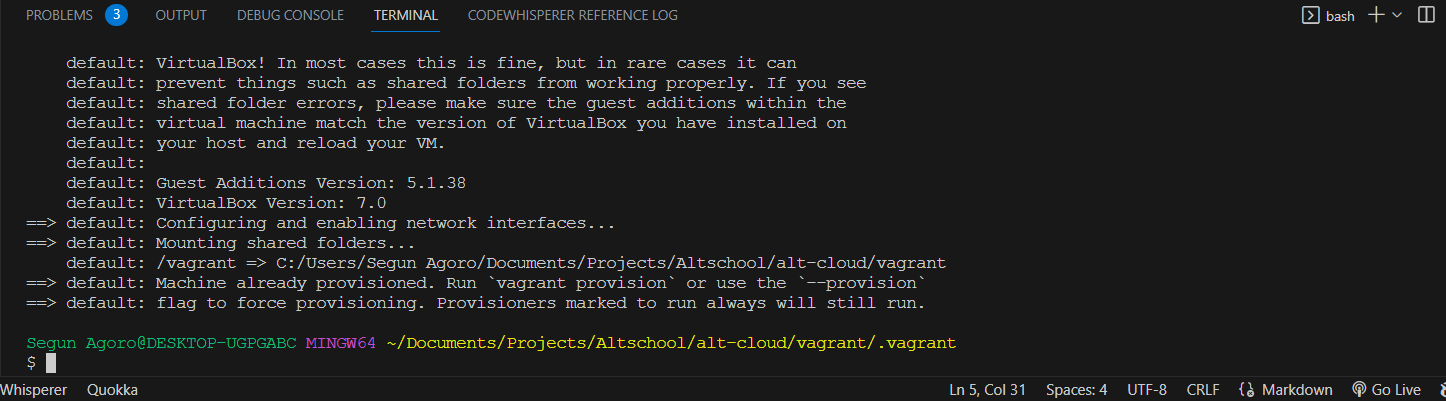 PROBLEMS 3 OUTPUT DEBUG CONSOLE TERMINAL CODEWHISPERER REFERENCE LOG bash
default: VirtualBox! In most cases this is fine, but in rare cases it can
default: prevent things such as shared folders from working properly. If you see
default: shared folder errors, please make sure the guest additions within the
default: virtual machine match the version of VirtualBox you have installed on
default: your host and reload your VM.
default:
default: Guest Additions Version: 5.1.38
default: VirtualBox Version: 7.0
==> default: Configuring and enabling network interfaces...
==> default: Mounting shared folders...
default: /vagrant => C:/Users/Segun Agoro/Documents/Projects/Altschool/alt-cloud/vagrant
==> default: Machine already provisioned. Run `vagrant provision` or use the `--provision`
==> default: flag to force provisioning. Provisioners marked to run always will still run.
Segun Agoro@DESKTOP-UGPGABC MINGW64 ~/Documents/Projects/Altschool/alt-cloud/vagrant/.vagrant
$
Whisperer Quokka Ln 5, Col 31 Spaces: 4 UTF-8 CRLF Markdown Go Live